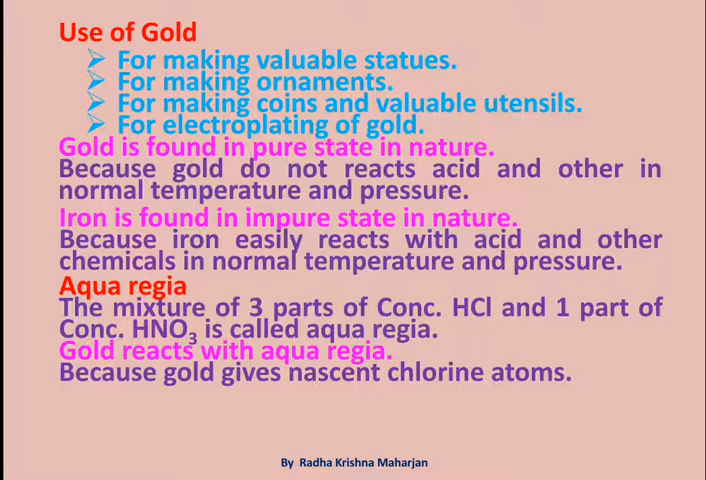 Use of Gold
➢ For making valuable statues.
➢ For making ornaments.
➢ For making coins and valuable utensils.
➢ For electroplating of gold.
Gold is found in pure state in nature.
Because gold do not reacts acid and other in
normal temperature and pressure.
Iron is found in impure state in nature.
Because iron easily reacts with acid and other
chemicals in normal temperature and pressure.
Aqua regia
The mixture of 3 parts of Conc. HCl and 1 part of
Conc. HNO₃ is called aqua regia.
Gold reacts with aqua regia.
Because gold gives nascent chlorine atoms.
By Radha Krishna Maharjan